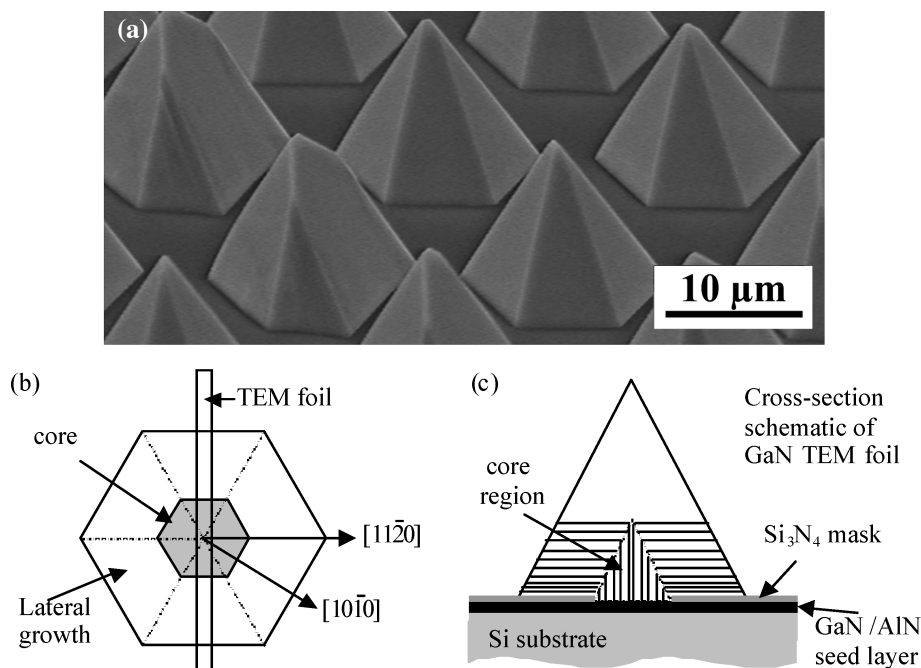 (a)
10 µm
(b)
TEM foil
core
[112̄0]
[101̄0]
Lateral
growth
(c)
Cross-section
schematic of
GaN TEM foil
core
region
Si₃N₄ mask
Si substrate
GaN /AlN
seed layer